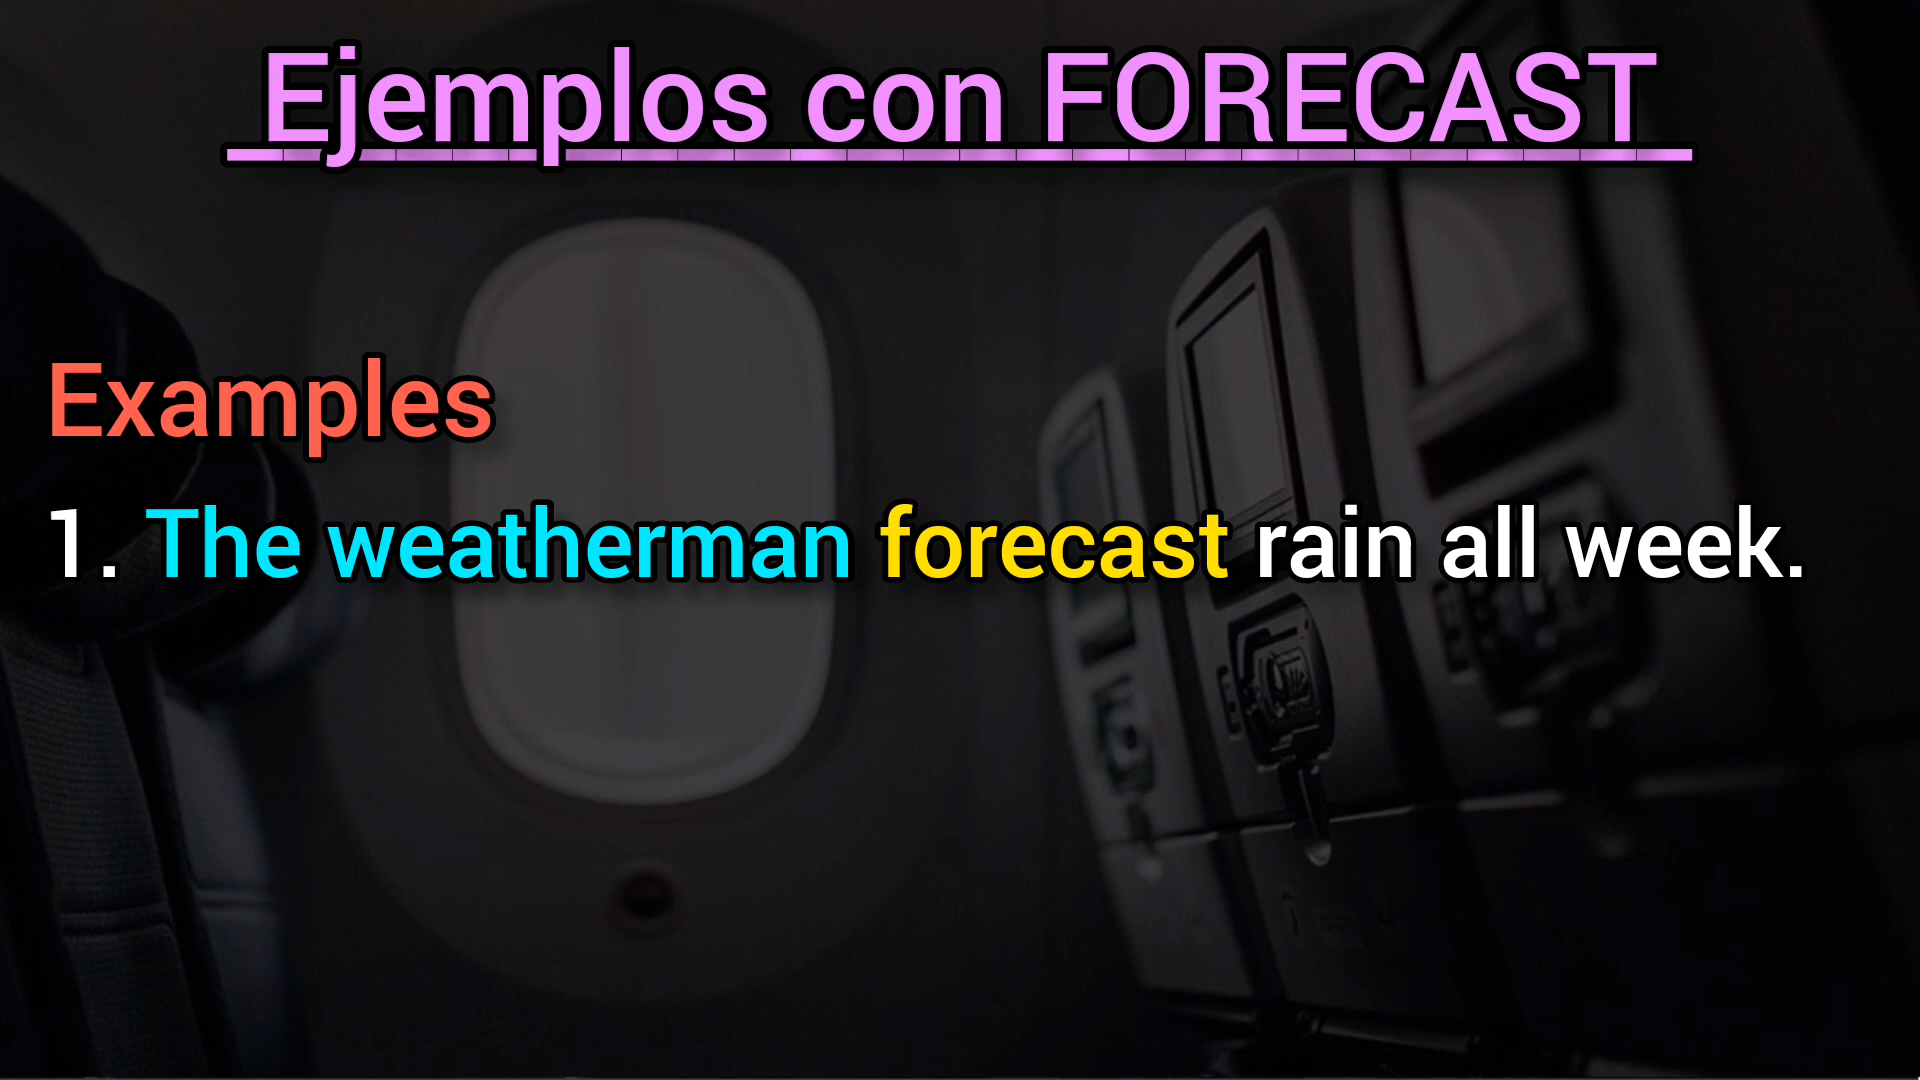 Ejemplos con FORECAST
Examples
1. The weatherman forecast rain all week.